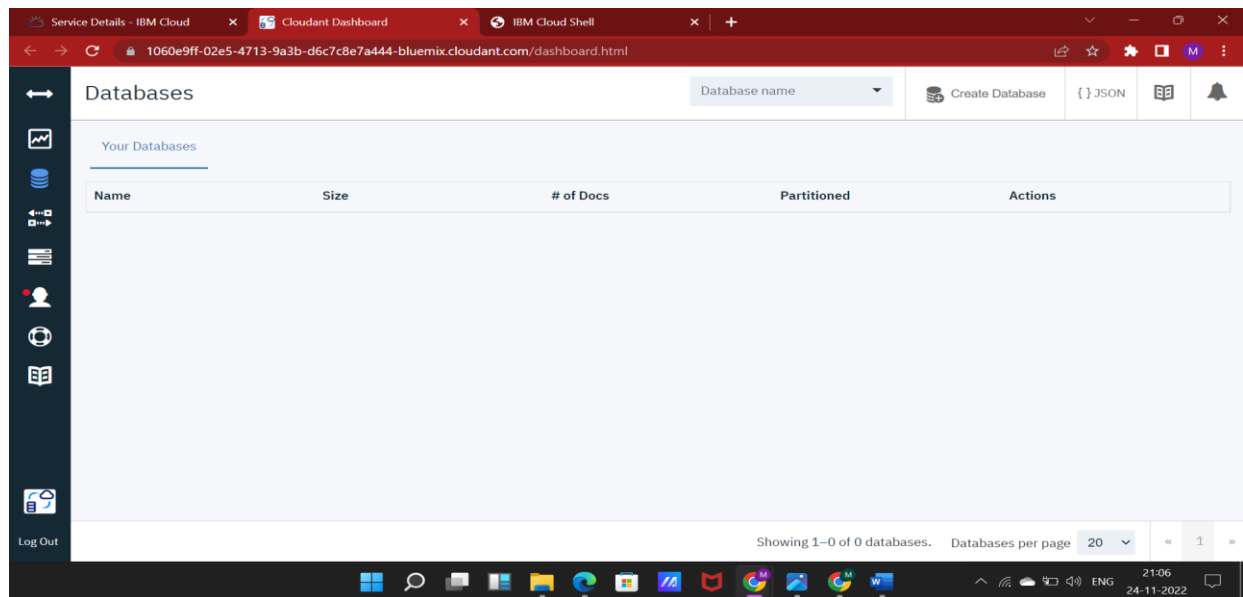 Service Details - IBM Cloud
Cloudant Dashboard
IBM Cloud Shell
1060e9ff-02e5-4713-9a3b-d6c7c8e7a444-bluemix.cloudant.com/dashboard.html
M
Databases
Database name
Create Database
{ } JSON
Your Databases
Name Size # of Docs Partitioned Actions
Log Out
Showing 1–0 of 0 databases.
Databases per page 20
« 1 »
ENG
21:06
24-11-2022